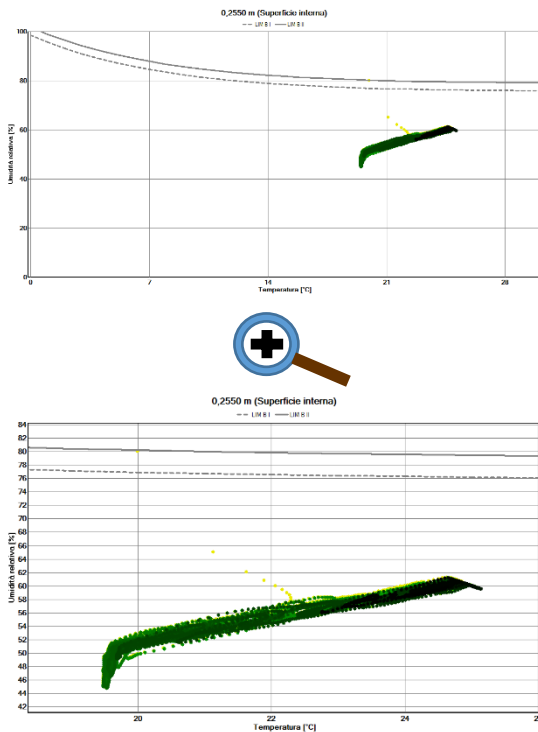 0,2550 m (Superficie interna)
LIM B I LIM B II
100
80
60
40
20
0
Umidità relativa [%]
0 7 14 21 28
Temperatura [°C]
0,2550 m (Superficie interna)
LIM B I LIM B II
84
82
80
78
76
74
72
70
68
66
64
62
60
58
56
54
52
50
48
46
44
42
Umidità relativa [%]
20 22 24
Temperatura [°C]